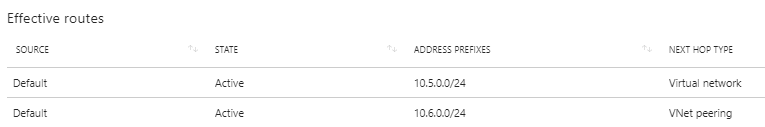 Effective routes
SOURCE STATE ADDRESS PREFIXES NEXT HOP TYPE
Default Active 10.5.0.0/24 Virtual network
Default Active 10.6.0.0/24 VNet peering